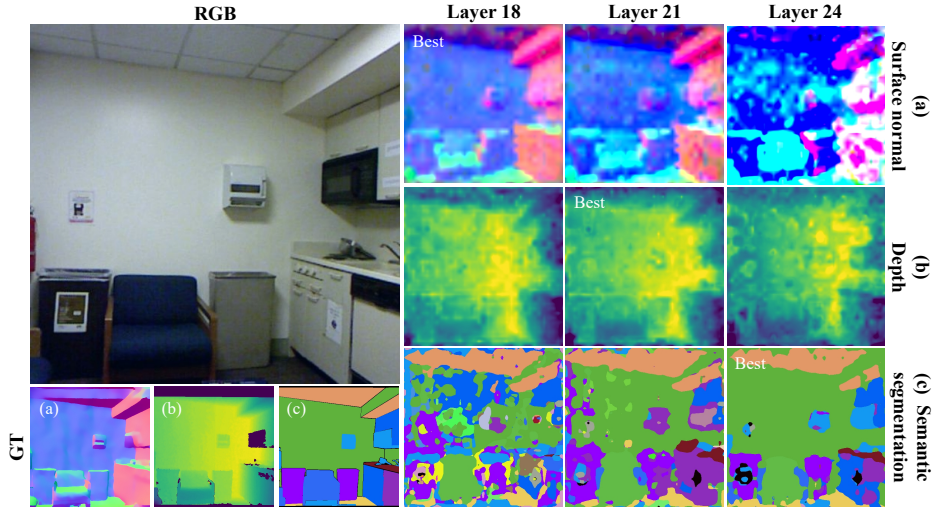 RGB
Layer 18
Layer 21
Layer 24
Best
(a)
Surface normal
Best
(b)
Depth
Best
(c) Semantic
segmentation
GT
(a)
(b)
(c)